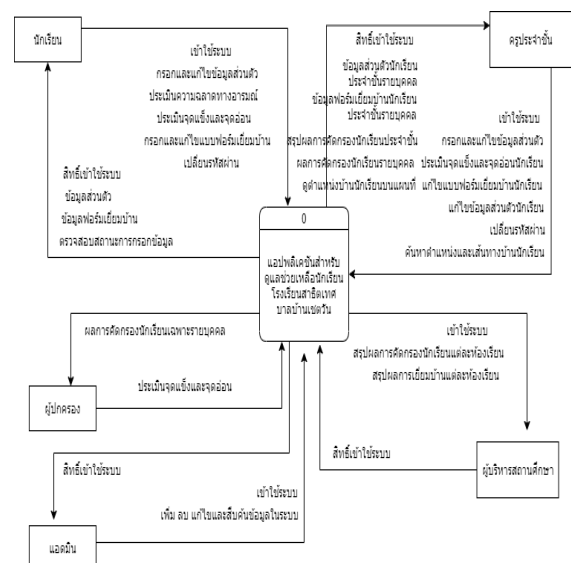 นักเรียน
เข้าใช้ระบบ
กรอกและแก้ไขข้อมูลส่วนตัว
ประเมินความฉลาดทางอารมณ์
ประเมินจุดแข็งและจุดอ่อน
กรอกและแก้ไขแบบฟอร์มเยี่ยมบ้าน
เปลี่ยนรหัสผ่าน
สิทธิ์เข้าใช้ระบบ
ข้อมูลส่วนตัว
ข้อมูลฟอร์มเยี่ยมบ้าน
ตรวจสอบสถานะการกรอกข้อมูล
สิทธิ์เข้าใช้ระบบ
ข้อมูลส่วนตัวนักเรียน
ประจำชั้นรายบุคคล
ข้อมูลฟอร์มเยี่ยมบ้านนักเรียน
ประจำชั้นรายบุคคล
สรุปผลการคัดกรองนักเรียนประจำชั้น
ผลการคัดกรองนักเรียนรายบุคคล
ดูตำแหน่งบ้านนักเรียนบนแผนที่
ครูประจำชั้น
เข้าใช้ระบบ
กรอกและแก้ไขข้อมูลส่วนตัว
ประเมินจุดแข็งและจุดอ่อนนักเรียน
แก้ไขแบบฟอร์มเยี่ยมบ้านนักเรียน
แก้ไขข้อมูลส่วนตัวนักเรียน
เปลี่ยนรหัสผ่าน
ค้นหาตำแหน่งและเส้นทางบ้านนักเรียน
0
แอปพลิเคชันสำหรับ
ดูแลช่วยเหลือนักเรียน
โรงเรียนสาธิตเทศ
บาลบ้านเชตวัน
ผลการคัดกรองนักเรียนเฉพาะรายบุคคล
ผู้ปกครอง
ประเมินจุดแข็งและจุดอ่อน
เข้าใช้ระบบ
สรุปผลการคัดกรองนักเรียนแต่ละห้องเรียน
สรุปผลการเยี่ยมบ้านแต่ละห้องเรียน
สิทธิ์เข้าใช้ระบบ
ผู้บริหารสถานศึกษา
สิทธิ์เข้าใช้ระบบ
เข้าใช้ระบบ
เพิ่ม ลบ แก้ไขและสืบค้นข้อมูลในระบบ
แอดมิน